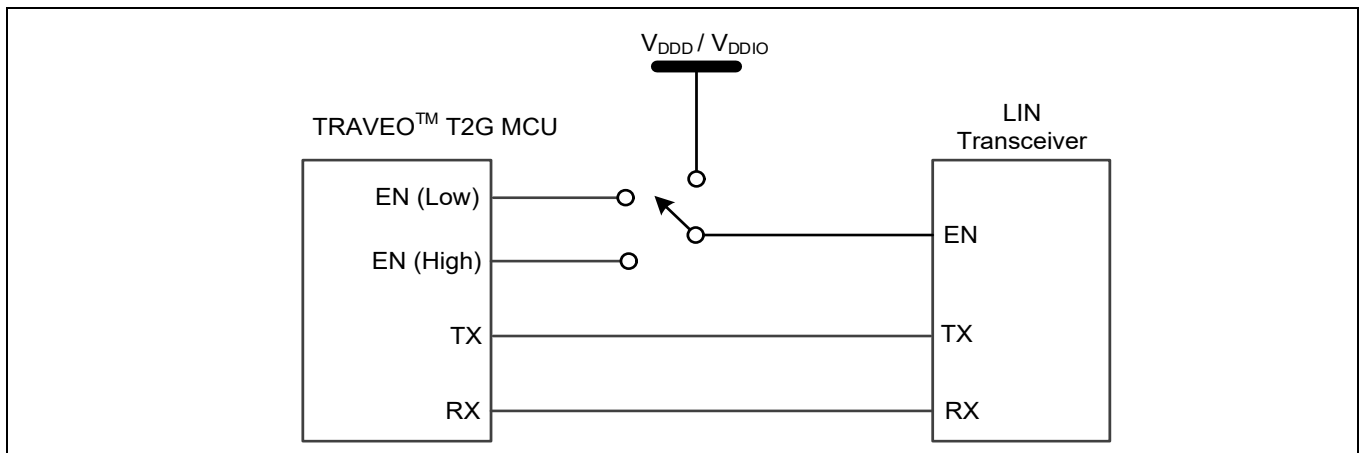 VDDD / VDDIO
TRAVEO™ T2G MCU
LIN
Transceiver
EN (Low)
EN (High)
EN
TX
TX
RX
RX